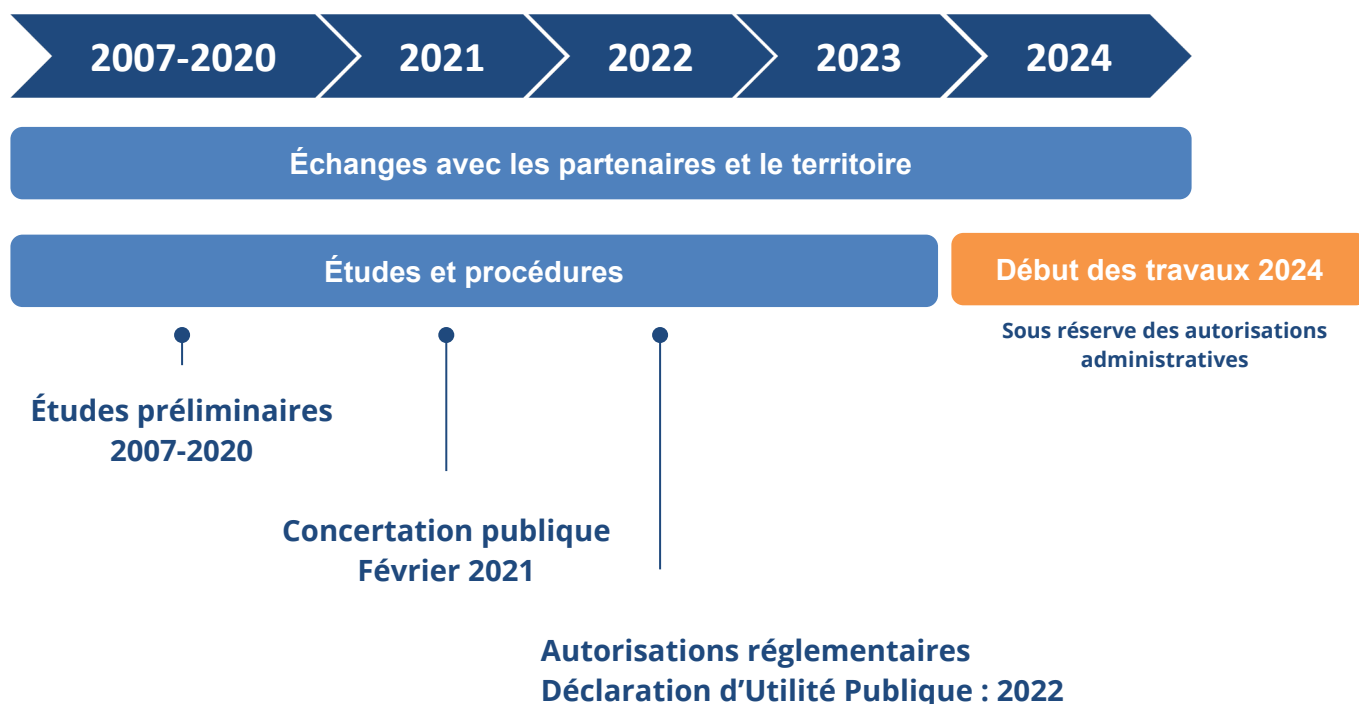 2007-2020
2021
2022
2023
2024
Échanges avec les partenaires et le territoire
Études et procédures
Début des travaux 2024
Sous réserve des autorisations
administratives
Études préliminaires
2007-2020
Concertation publique
Février 2021
Autorisations réglementaires
Déclaration d’Utilité Publique : 2022